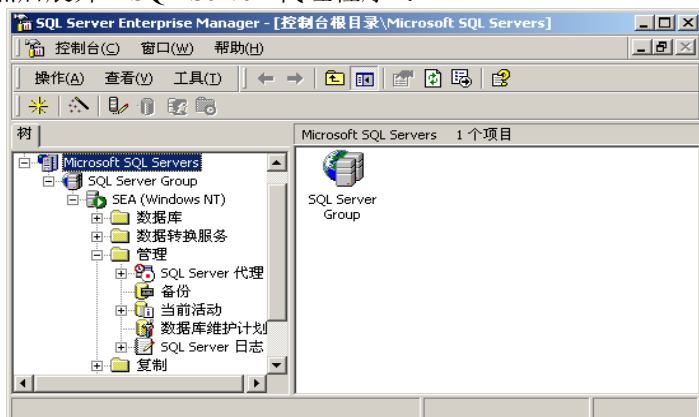 SQL Server Enterprise Manager - [控制台根目录\Microsoft SQL Servers]
控制台(C) 窗口(W) 帮助(H)
操作(A) 查看(V) 工具(T)
树
Microsoft SQL Servers 1 个项目
Microsoft SQL Servers
SQL Server Group
SEA (Windows NT)
数据库
数据转换服务
管理
SQL Server 代理
备份
当前活动
数据库维护计划
SQL Server 日志
复制
SQL Server
Group